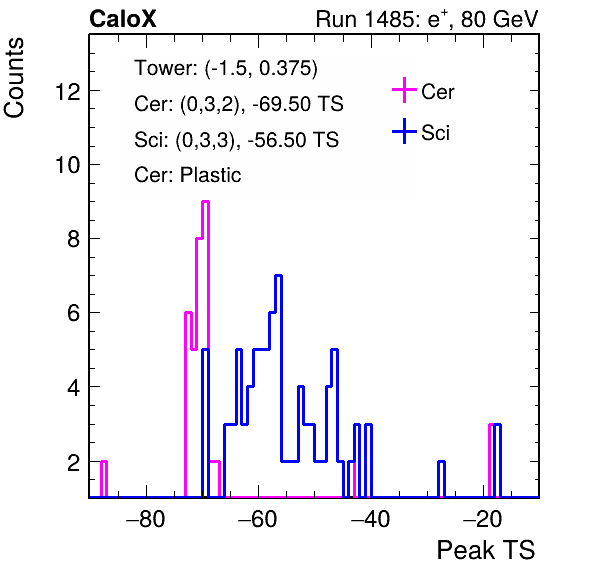 CaloX Run 1485: e⁺, 80 GeV
Counts
Tower: (-1.5, 0.375)
Cer: (0,3,2), -69.50 TS
Sci: (0,3,3), -56.50 TS
Cer: Plastic
Cer
Sci
12
10
8
6
4
2
−80 −60 −40 −20
Peak TS